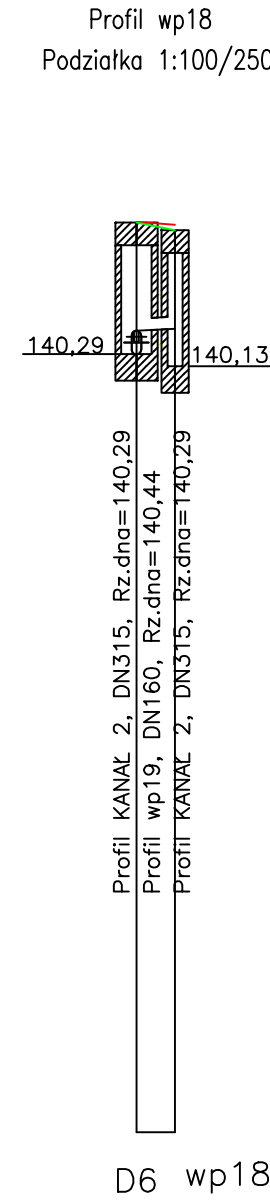 Profil wp18
Podziałka 1:100/250
140,29
140,13
Profil KANAŁ 2, DN315, Rz.dna=140,29
Profil wp19, DN160, Rz.dna=140,44
Profil KANAŁ 2, DN315, Rz.dna=140,29
D6 wp18